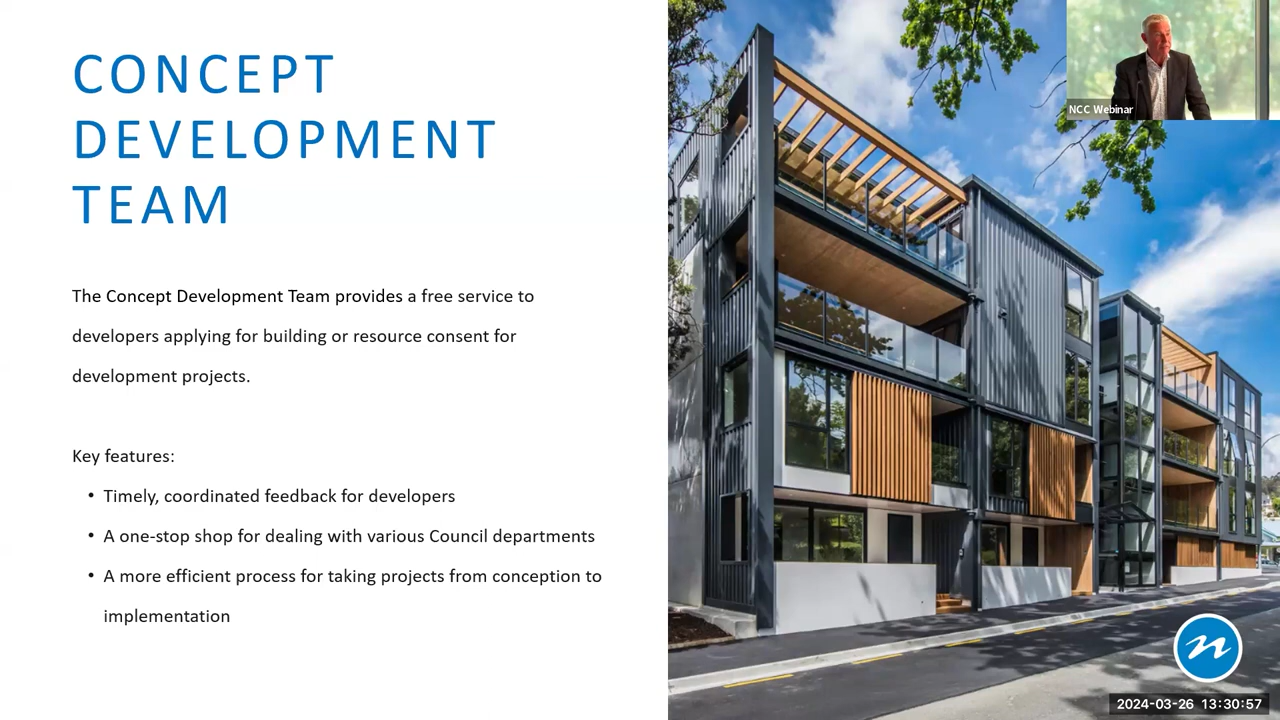 CONCEPT
DEVELOPMENT
TEAM
The Concept Development Team provides a free service to
developers applying for building or resource consent for
development projects.
Key features:
• Timely, coordinated feedback for developers
• A one-stop shop for dealing with various Council departments
• A more efficient process for taking projects from conception to
implementation
NCC Webinar
n
2024-03-26 13:30:57